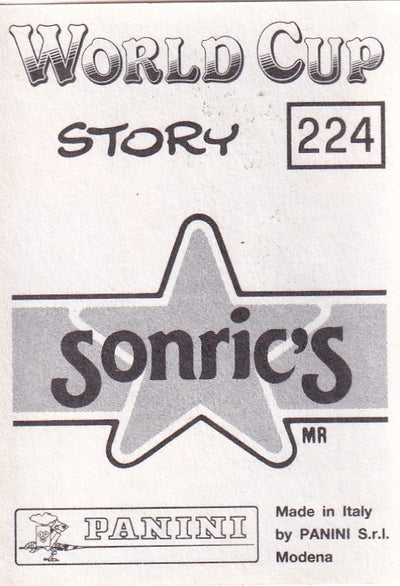 WORLD CUP
STORY 224
sonric's
MR
PANINI
Made in Italy
by PANINI S.r.l.
Modena